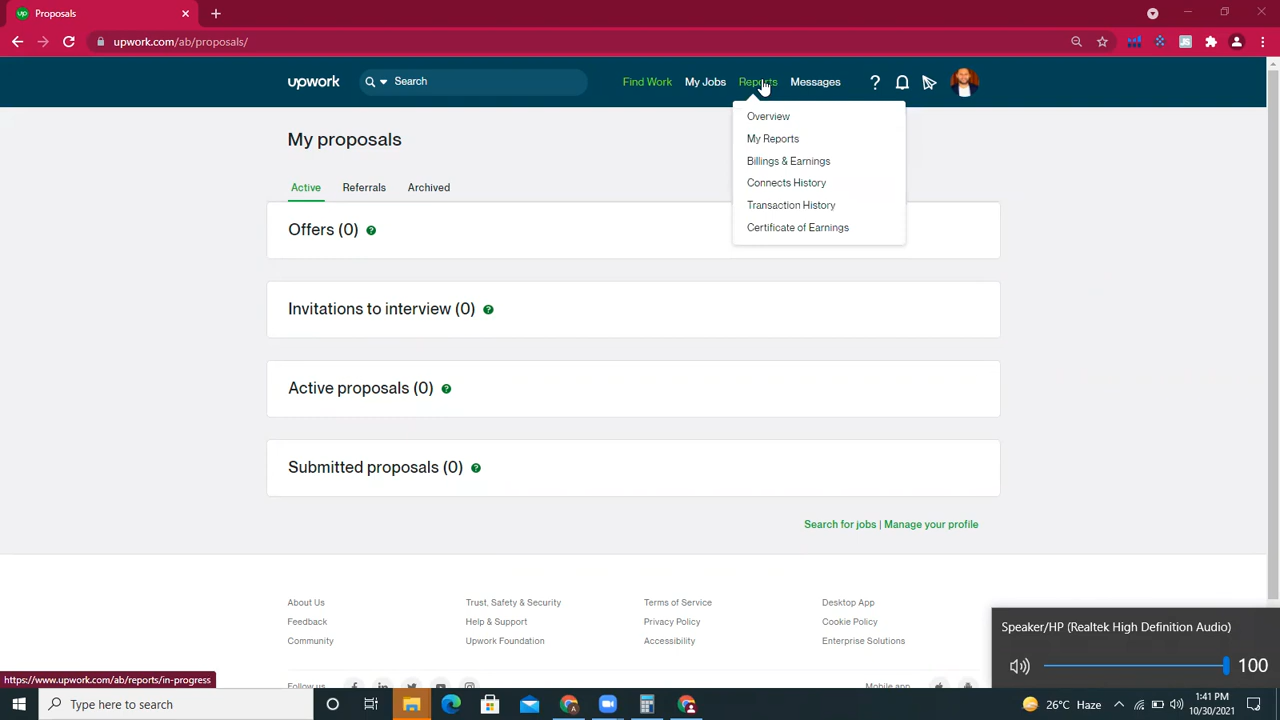 up Proposals
upwork.com/ab/proposals/
upwork
Search
Find Work
My Jobs
Reports
Messages
?
Overview
My Reports
Billings & Earnings
Connects History
Transaction History
Certificate of Earnings
My proposals
Active
Referrals
Archived
Offers (0) ?
Invitations to interview (0) ?
Active proposals (0) ?
Submitted proposals (0) ?
Search for jobs | Manage your profile
About Us
Trust, Safety & Security
Terms of Service
Desktop App
Feedback
Help & Support
Privacy Policy
Cookie Policy
Community
Upwork Foundation
Accessibility
Enterprise Solutions
Follow us
Mobile app
Speaker/HP (Realtek High Definition Audio)
100
https://www.upwork.com/ab/reports/in-progress
Type here to search
26°C Haze
1:41 PM
10/30/2021